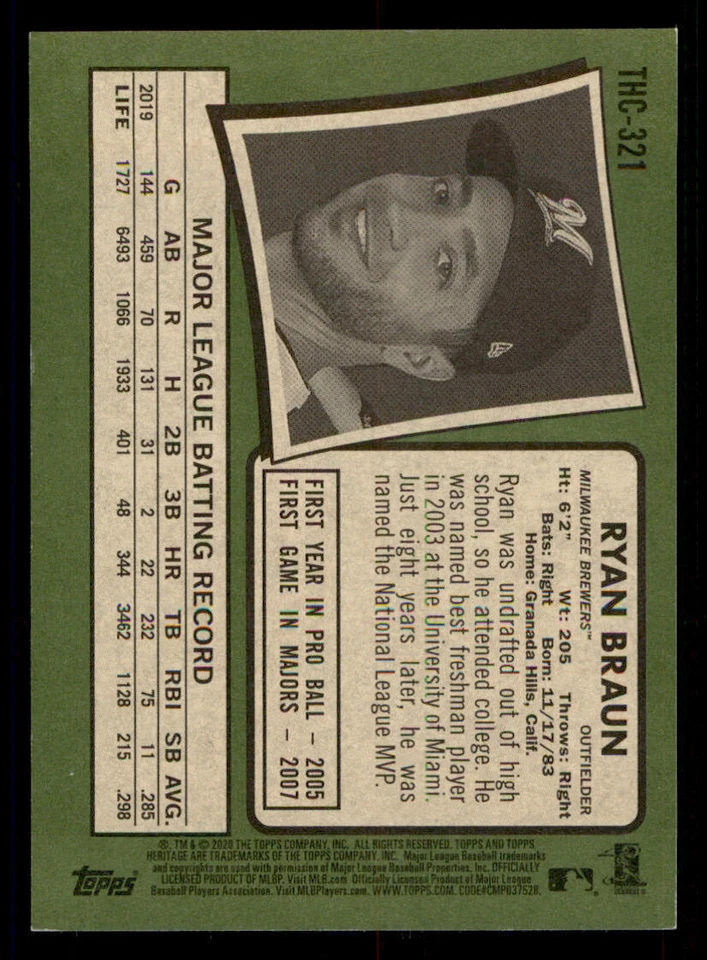 THC-321
RYAN BRAUN
MILWAUKEE BREWERS™ OUTFIELDER
Ht: 6'2" Wt: 205 Throws: Right
Bats: Right Born: 11/17/83
Home: Granada Hills, Calif.
Ryan was undrafted out of high
school, so he attended college. He
was named best freshman player
in 2003 at the University of Miami.
Just eight years later, he was
named the National League MVP.
FIRST YEAR IN PRO BALL – 2005
FIRST GAME IN MAJORS – 2007
MAJOR LEAGUE BATTING RECORD
G AB R H 2B 3B HR TB RBI SB AVG.
2019 144 459 70 131 31 2 22 232 75 11 .285
LIFE 1727 6493 1066 1933 401 48 344 3462 1128 215 .298
®, TM & © 2020 THE TOPPS COMPANY, INC. ALL RIGHTS RESERVED. TOPPS AND TOPPS
HERITAGE ARE TRADEMARKS OF THE TOPPS COMPANY, INC. Major League Baseball trademarks
and copyrights are used with permission of Major League Baseball Properties, Inc. OFFICIALLY
LICENSED PRODUCT OF MLBP. Visit MLB.com Officially Licensed Product of Major League
Baseball Players Association. Visit MLBPlayers.com. WWW.TOPPS.COM. CODE#CMP037528.
topps
M